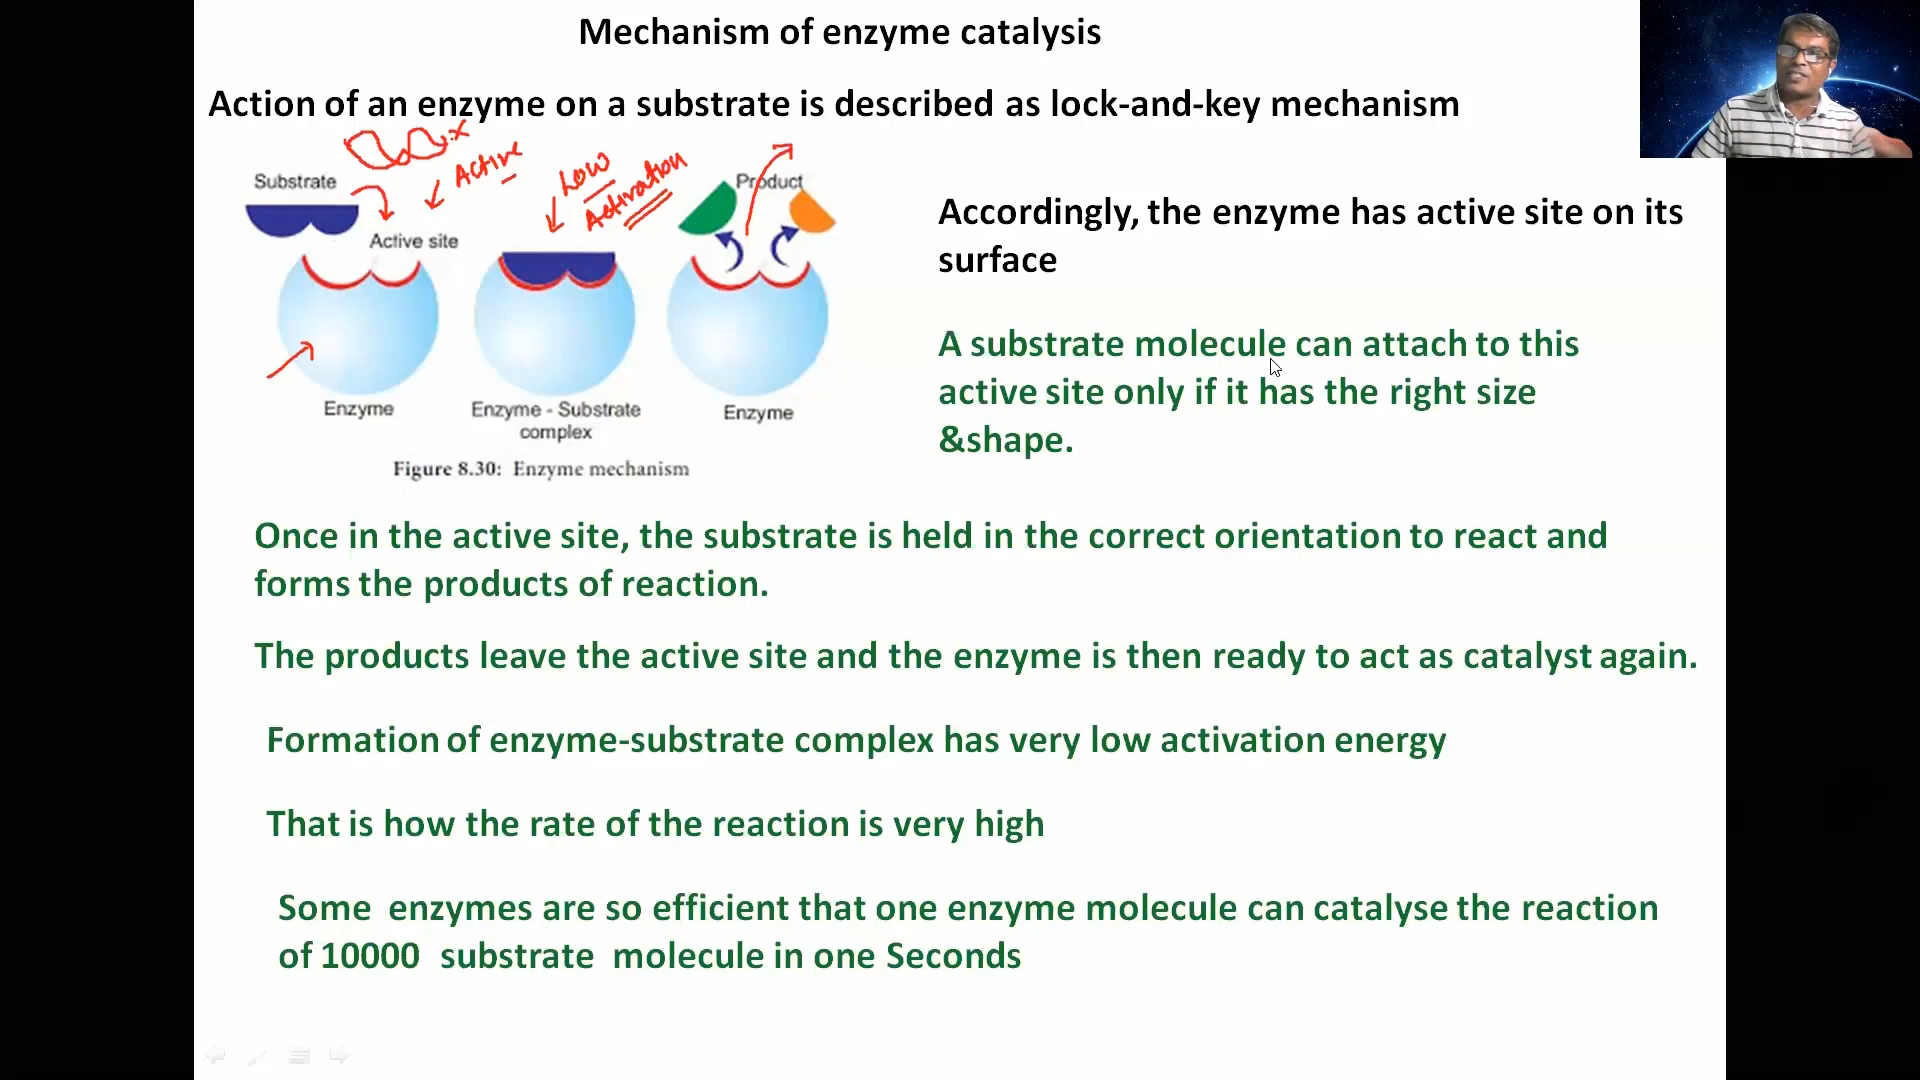 Mechanism of enzyme catalysis
Action of an enzyme on a substrate is described as lock-and-key mechanism
x
Active
Low
Activation
Substrate
Active site
Product
Enzyme
Enzyme - Substrate
complex
Enzyme
Figure 8.30: Enzyme mechanism
Accordingly, the enzyme has active site on its
surface
A substrate molecule can attach to this
active site only if it has the right size
&shape.
Once in the active site, the substrate is held in the correct orientation to react and
forms the products of reaction.
The products leave the active site and the enzyme is then ready to act as catalyst again.
Formation of enzyme-substrate complex has very low activation energy
That is how the rate of the reaction is very high
Some enzymes are so efficient that one enzyme molecule can catalyse the reaction
of 10000 substrate molecule in one Seconds